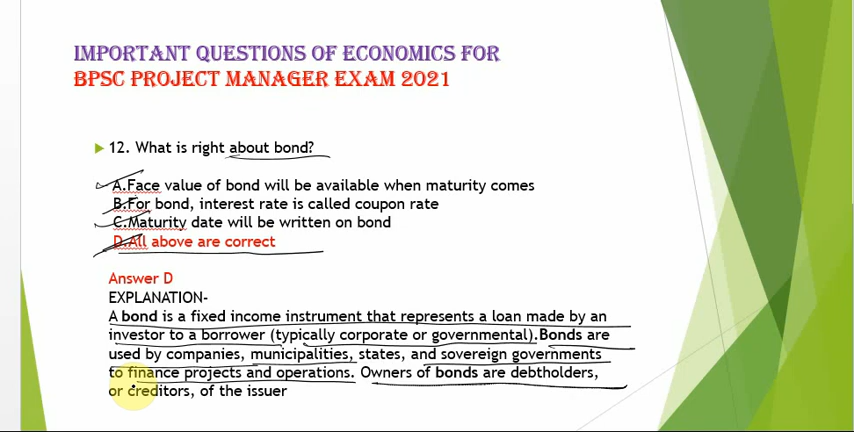 IMPORTANT QUESTIONS OF ECONOMICS FOR
BPSC PROJECT MANAGER EXAM 2021
12. What is right about bond?
A.Face value of bond will be available when maturity comes
B.For bond, interest rate is called coupon rate
C.Maturity date will be written on bond
D.All above are correct
Answer D
EXPLANATION-
A bond is a fixed income instrument that represents a loan made by an
investor to a borrower (typically corporate or governmental).Bonds are
used by companies, municipalities, states, and sovereign governments
to finance projects and operations. Owners of bonds are debtholders,
or creditors, of the issuer